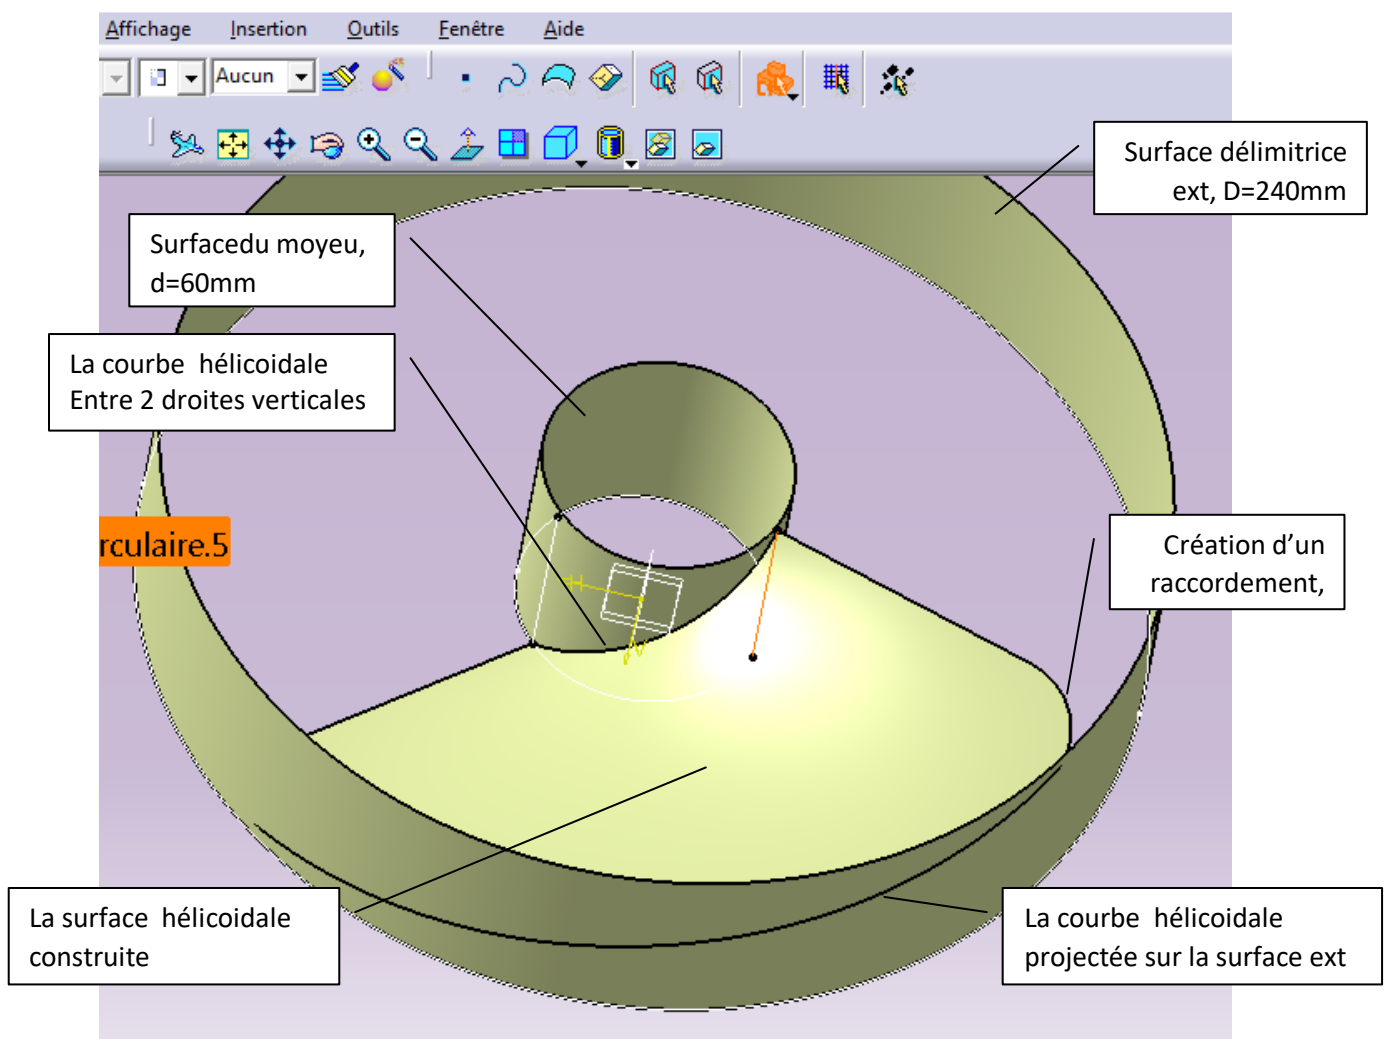 Affichage Insertion Outils Fenêtre Aide
Aucun
Surface délimitrice
ext, D=240mm
Surfacedu moyeu,
d=60mm
La courbe hélicoidale
Entre 2 droites verticales
rculaire.5
Création d’un
raccordement,
La surface hélicoidale
construite
La courbe hélicoidale
projectée sur la surface ext